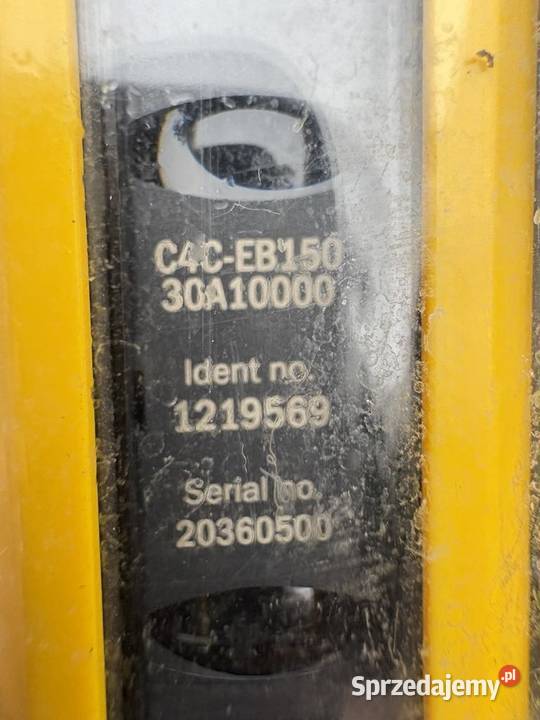 C4C-EB150
30A10000
Ident no.
1219569
Serial no.
20360500
Sprzedajemy.pl